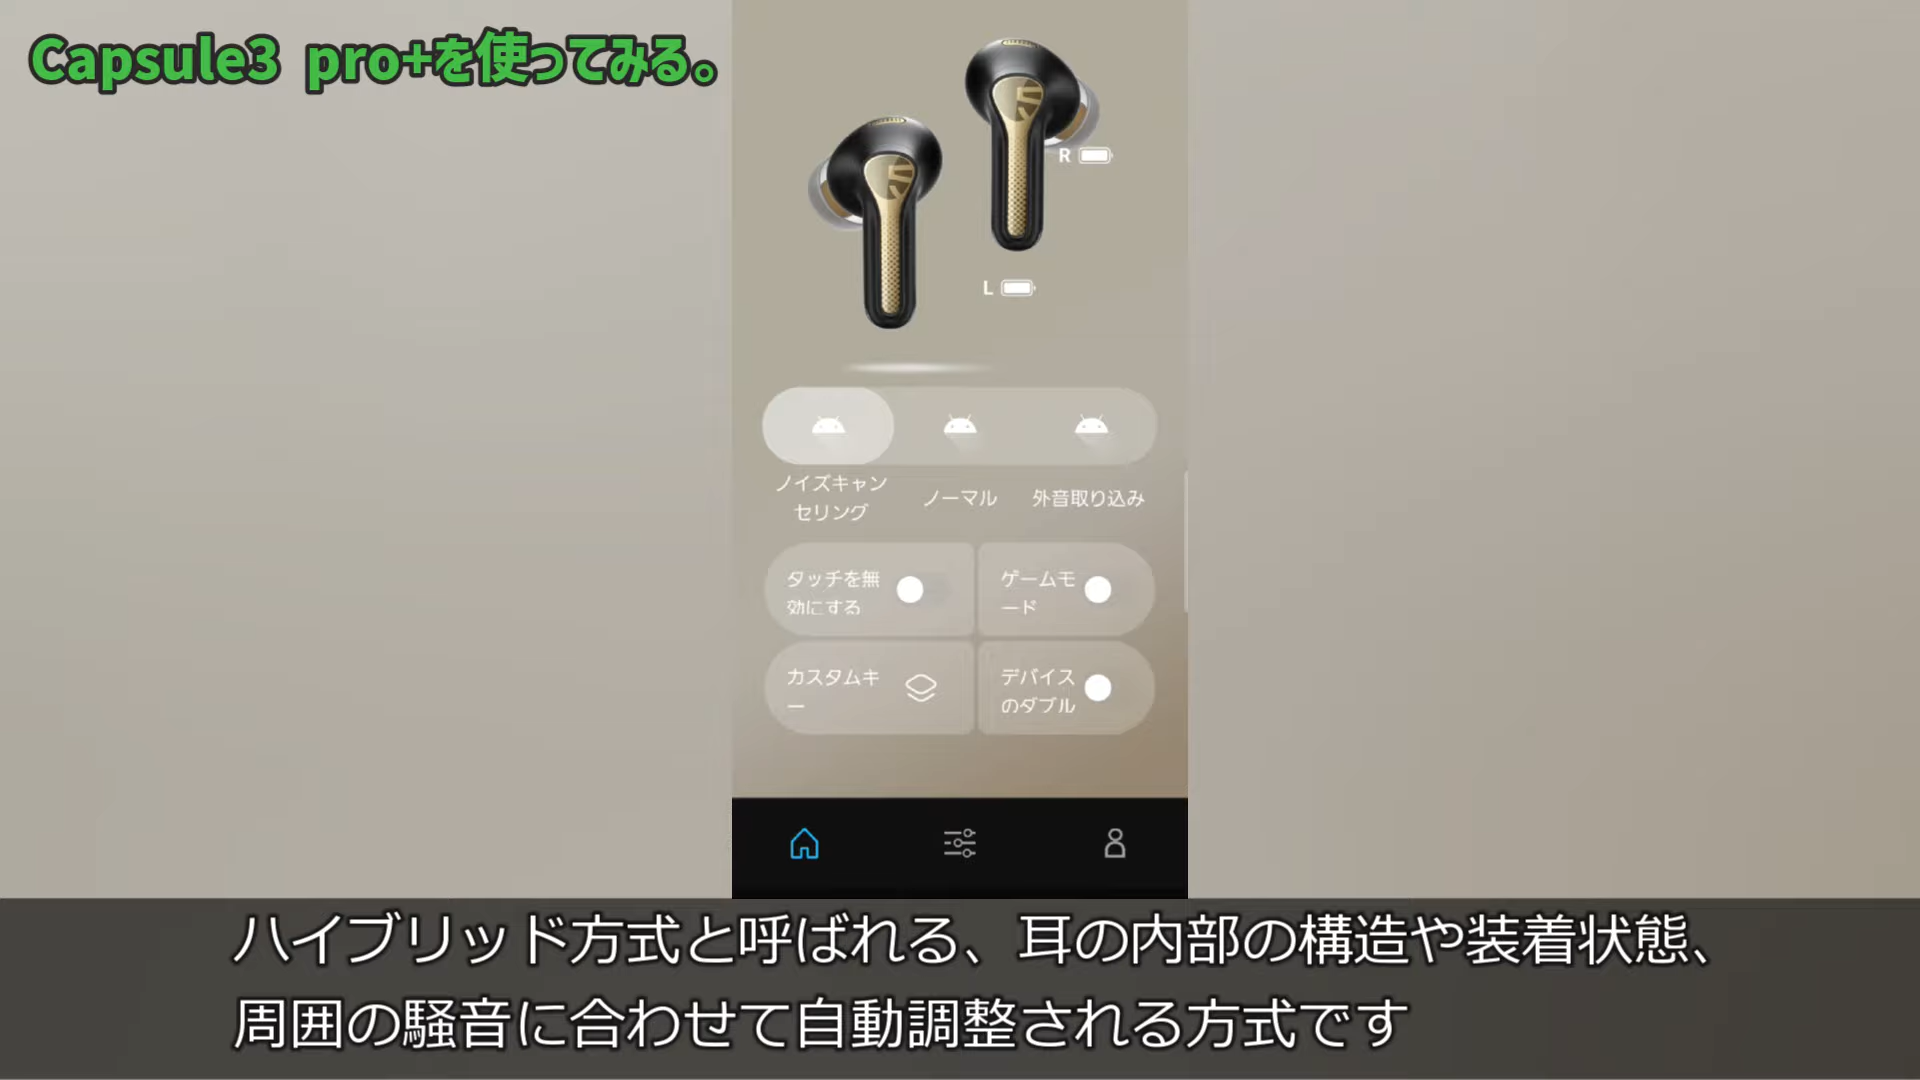 Capsule3 pro+を使ってみる。
R
L
ノイズキャン
セリング
ノーマル
外音取り込み
タッチを無
効にする
ゲームモ
ード
カスタムキ
ー
デバイス
のダブル
ハイブリッド方式と呼ばれる、耳の内部の構造や装着状態、
周囲の騒音に合わせて自動調整される方式です